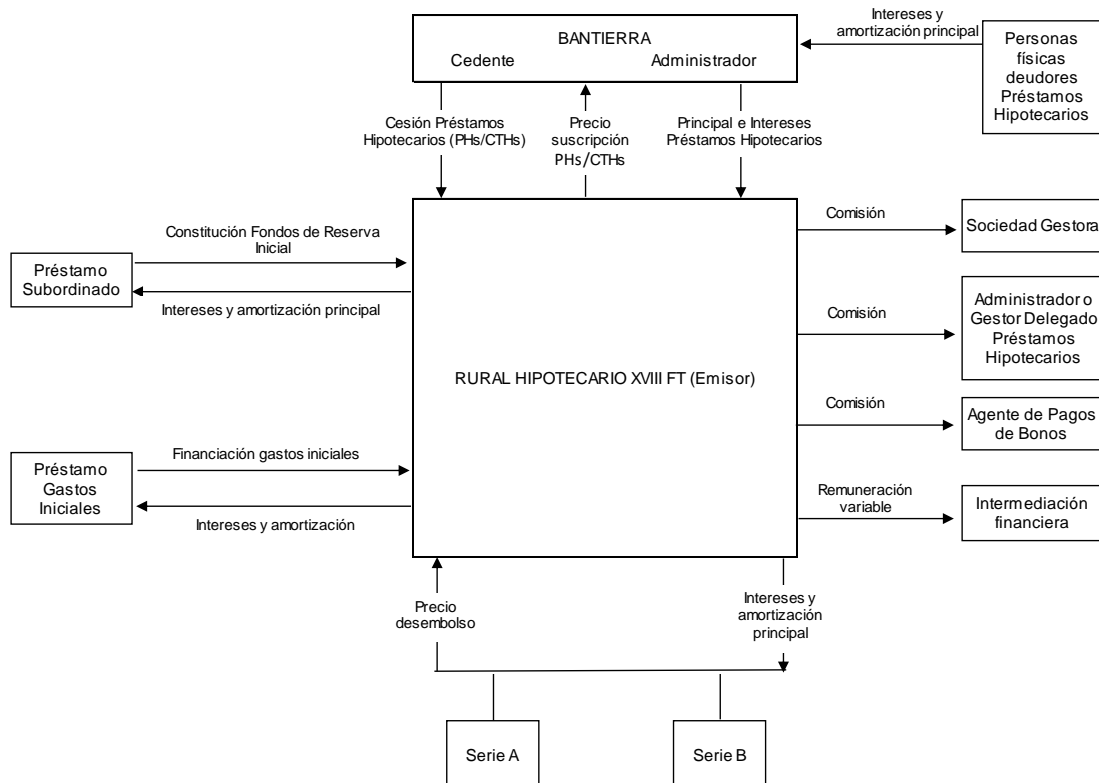 BANTIERRA
Cedente
Administrador
Intereses y
amortización principal
Personas
físicas
deudores
Préstamos
Hipotecarios
Cesión Préstamos
Hipotecarios (PHs/CTHs)
Precio
suscripción
PHs/CTHs
Principal e Intereses
Préstamos Hipotecarios
Préstamo
Subordinado
Constitución Fondos de Reserva
Inicial
Intereses y amortización principal
RURAL HIPOTECARIO XVIII FT (Emisor)
Comisión
Sociedad Gestora
Comisión
Administrador o
Gestor Delegado
Préstamos
Hipotecarios
Comisión
Agente de Pagos
de Bonos
Remuneración
variable
Intermediación
financiera
Préstamo
Gastos
Iniciales
Financiación gastos iniciales
Intereses y amortización
Precio
desembolso
Intereses y
amortización
principal
Serie A
Serie B